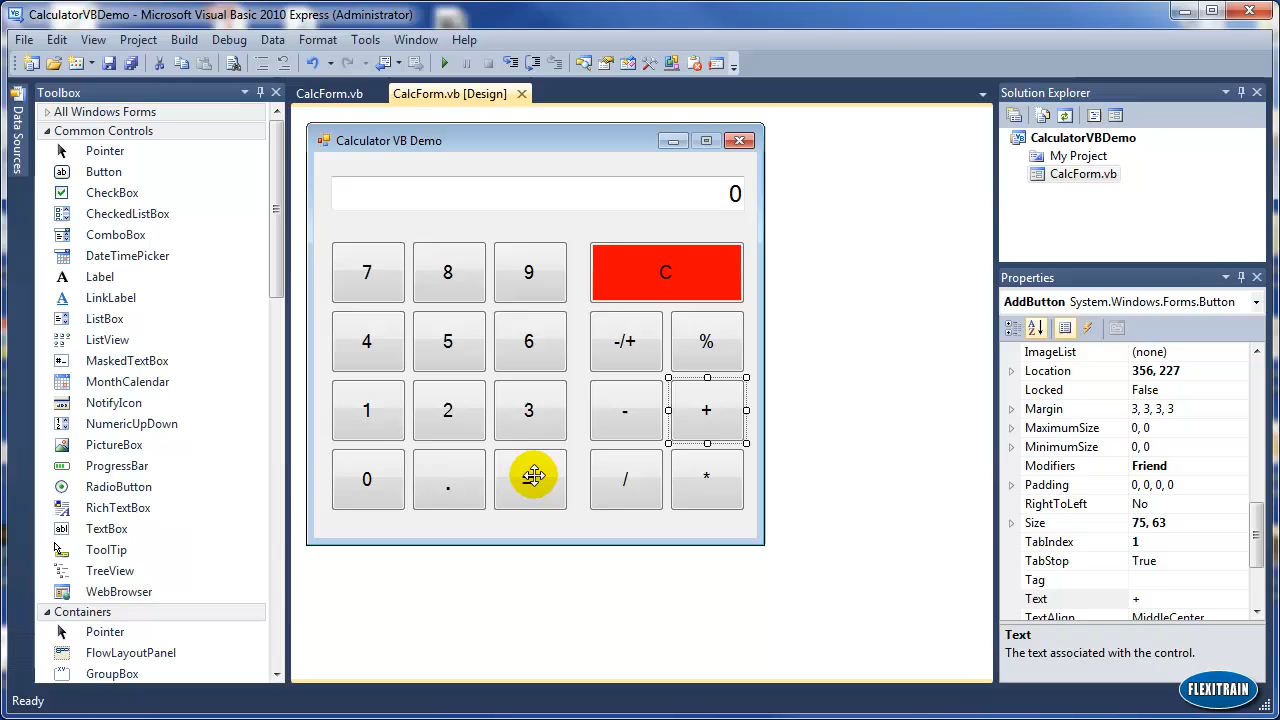 CalculatorVBDemo - Microsoft Visual Basic 2010 Express (Administrator)
File Edit View Project Build Debug Data Format Tools Window Help
Data Sources
Toolbox
All Windows Forms
Common Controls
Pointer
Button
CheckBox
CheckedListBox
ComboBox
DateTimePicker
Label
LinkLabel
ListBox
ListView
MaskedTextBox
MonthCalendar
NotifyIcon
NumericUpDown
PictureBox
ProgressBar
RadioButton
RichTextBox
TextBox
ToolTip
TreeView
WebBrowser
Containers
Pointer
FlowLayoutPanel
GroupBox
CalcForm.vb CalcForm.vb [Design]
Calculator VB Demo
0
7 8 9 C
4 5 6 -/+ %
1 2 3 - +
0 . / *
Solution Explorer
CalculatorVBDemo
My Project
CalcForm.vb
Properties
AddButton System.Windows.Forms.Button
ImageList (none)
Location 356, 227
Locked False
Margin 3, 3, 3, 3
MaximumSize 0, 0
MinimumSize 0, 0
Modifiers Friend
Padding 0, 0, 0, 0
RightToLeft No
Size 75, 63
TabIndex 1
TabStop True
Tag
Text +
TextAlign MiddleCenter
Text
The text associated with the control.
Ready
FLEXITRAIN